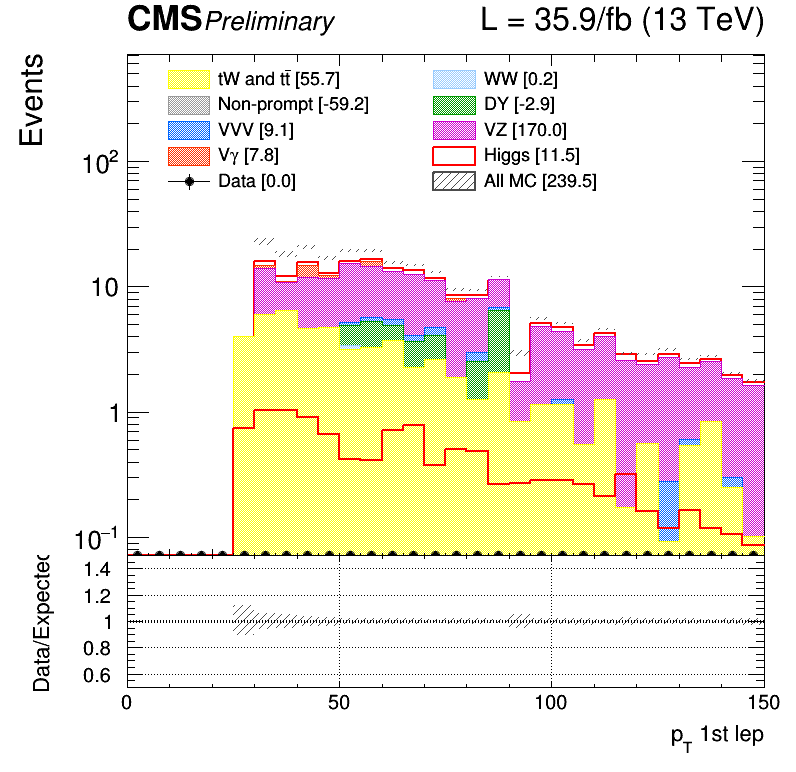 CMS Preliminary L = 35.9/fb (13 TeV)
Events
tW and tt̄ [55.7] WW [0.2]
Non-prompt [-59.2] DY [-2.9]
VVV [9.1] VZ [170.0]
Vγ [7.8] Higgs [11.5]
Data [0.0] All MC [239.5]
10²
10
1
10⁻¹
Data/Expected
1.4
1.2
1
0.8
0.6
0 50 100 150
p_T 1st lep